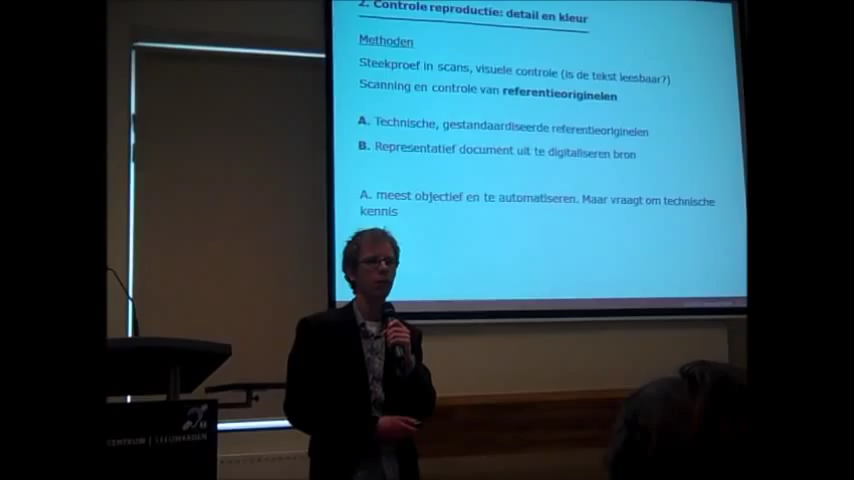 2. Controle reproductie: detail en kleur
Methoden
Steekproef in scans, visuele controle (is de tekst leesbaar?)
Scanning en controle van referentieoriginelen
A. Technische, gestandaardiseerde referentieoriginelen
B. Representatief document uit te digitaliseren bron
A. meest objectief en te automatiseren. Maar vraagt om technische
kennis
CENTRUM | LEEUWARDEN